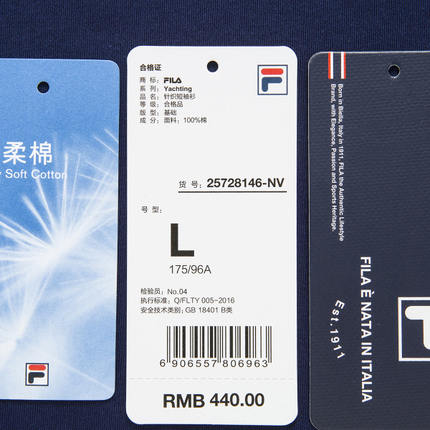 柔棉
y Soft Cotton
合格证
商 标: FILA
系 列: Yachting
品 名: 针织短袖衫
等 级: 合格品
版 型: 基础
成 分: 面料: 100%棉
货 号: 25728146-NV
号 型:
L
175/96A
检验员: No.04
执行标准: Q/FLTY 005-2016
安全技术类别: GB 18401 B类
6 906557 806963
RMB 440.00
Born in Biella, Italy in 1911, FILA the Authentic Lifestyle
Brand, with Elegance, Passion and Sports Heritage.
FILA È NATA IN ITALIA
Est.1911